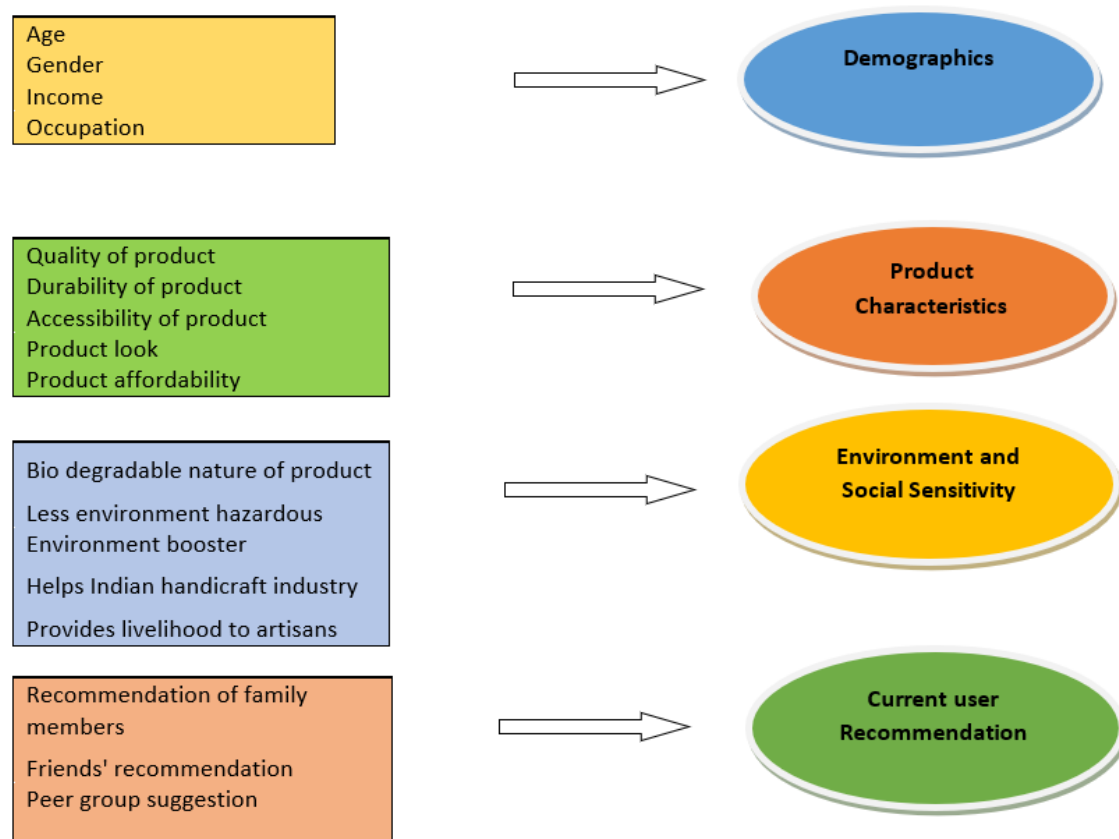 Age
Gender
Income
Occupation
Demographics
Quality of product
Durability of product
Accessibility of product
Product look
Product affordability
Product
Characteristics
Bio degradable nature of product
Less environment hazardous
Environment booster
Helps Indian handicraft industry
Provides livelihood to artisans
Environment and
Social Sensitivity
Recommendation of family
members
Friends' recommendation
Peer group suggestion
Current user
Recommendation